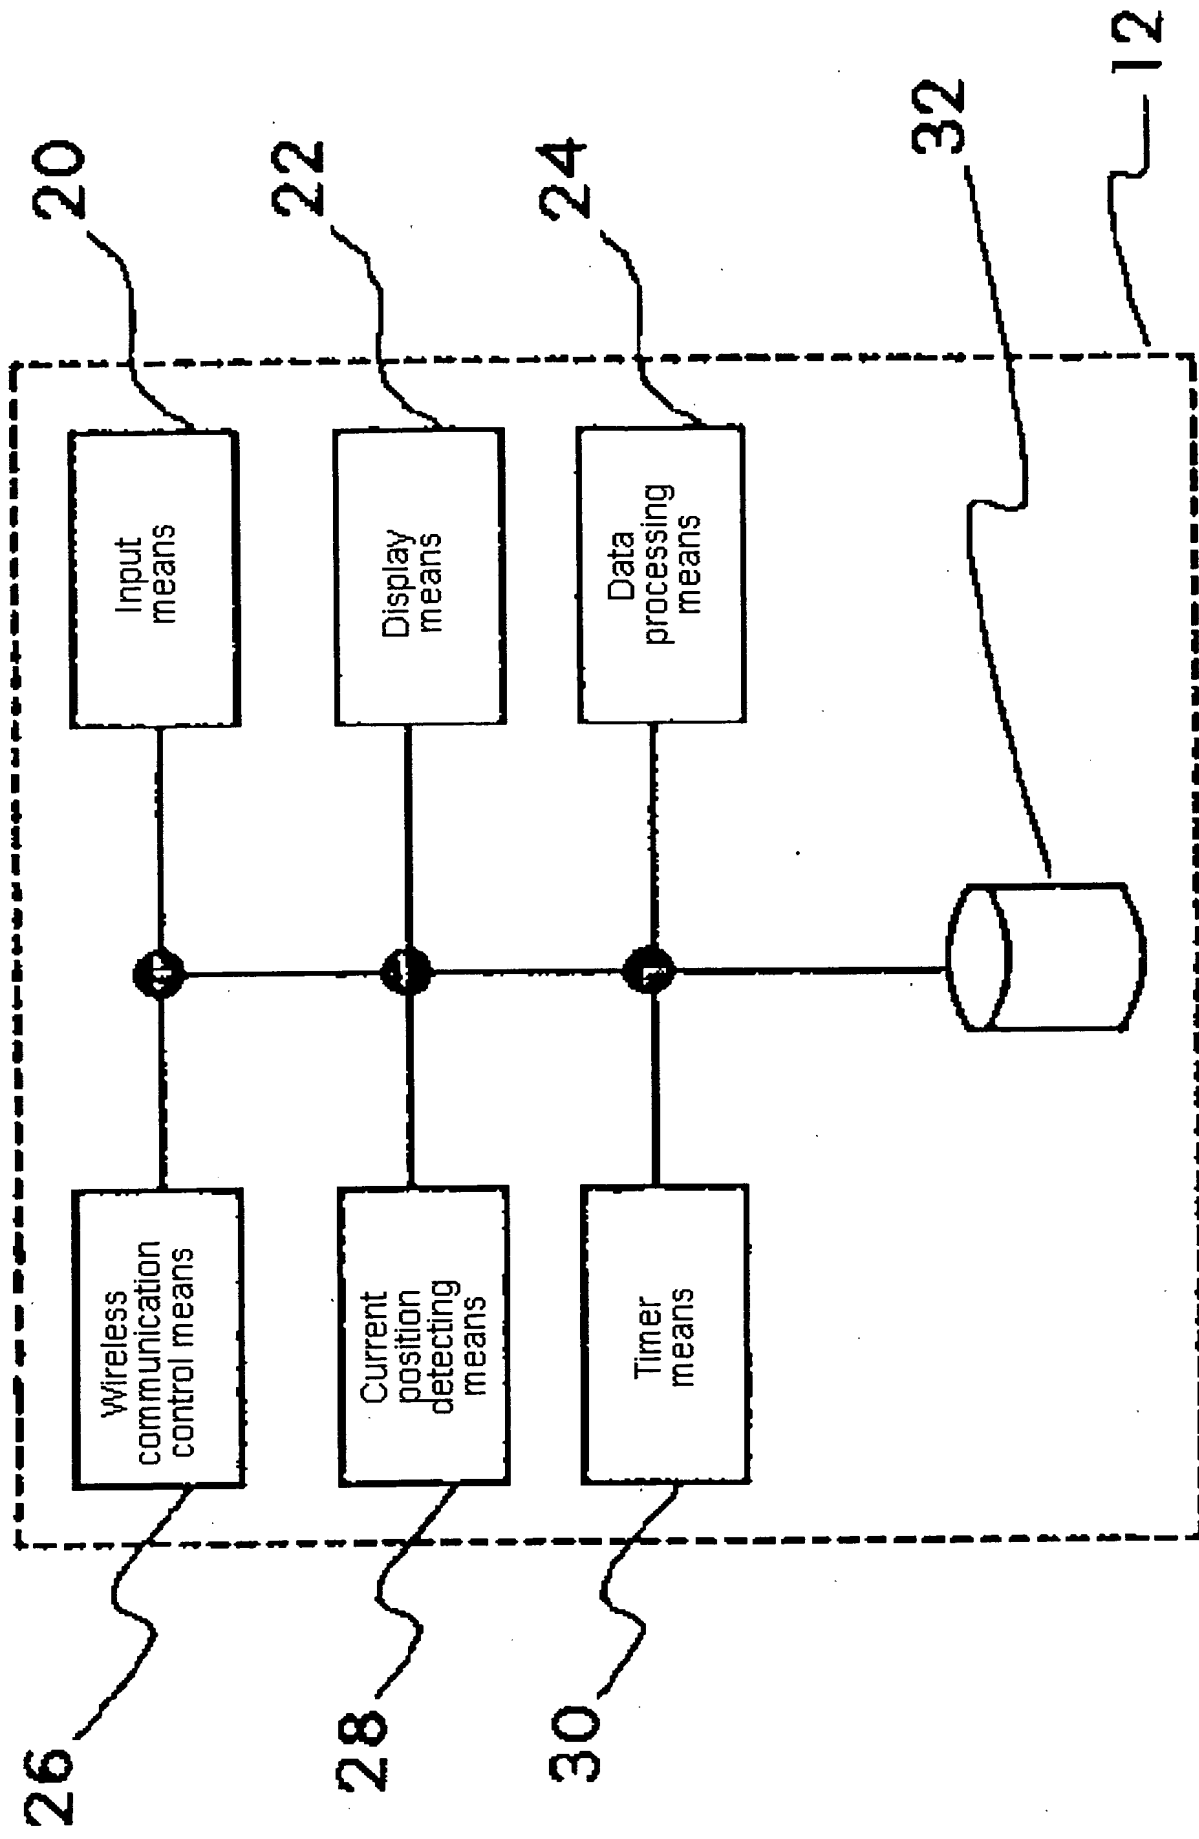 26
Wireless
communication
control means
Input
means
20
28
Current
position
detecting
means
Display
means
22
30
Timer
means
Data
processing
means
24
32
12